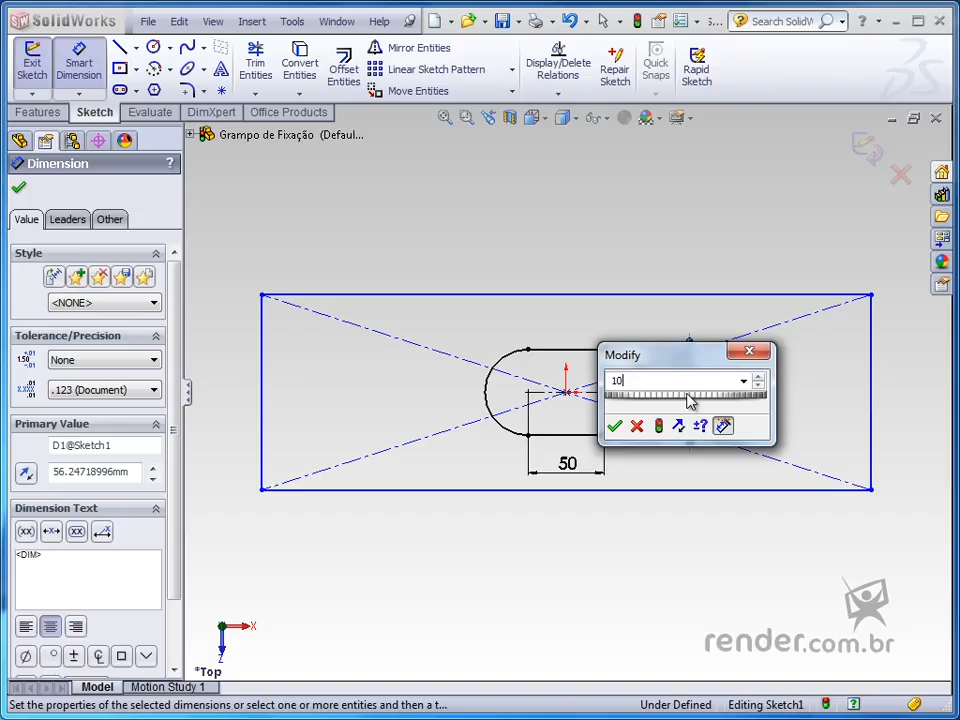 SolidWorks File Edit View Insert Tools Window Help S... Search SolidW
Exit Sketch
Smart Dimension
Trim Entities
Convert Entities
Offset Entities
Mirror Entities
Linear Sketch Pattern
Move Entities
Display/Delete Relations
Repair Sketch
Quick Snaps
Rapid Sketch
Features Sketch Evaluate DimXpert Office Products
Grampo de Fixação (Defaul...
Dimension ?
Value Leaders Other
Style
<NONE>
Tolerance/Precision
None
.123 (Document)
Primary Value
D1@Sketch1
56.24718996mm
Dimension Text
<DIM>
Modify
10
50
X
Z
*Top
render.com.br
Model Motion Study 1
Set the properties of the selected dimensions or select one or more entities and then a t... Under Defined Editing Sketch1